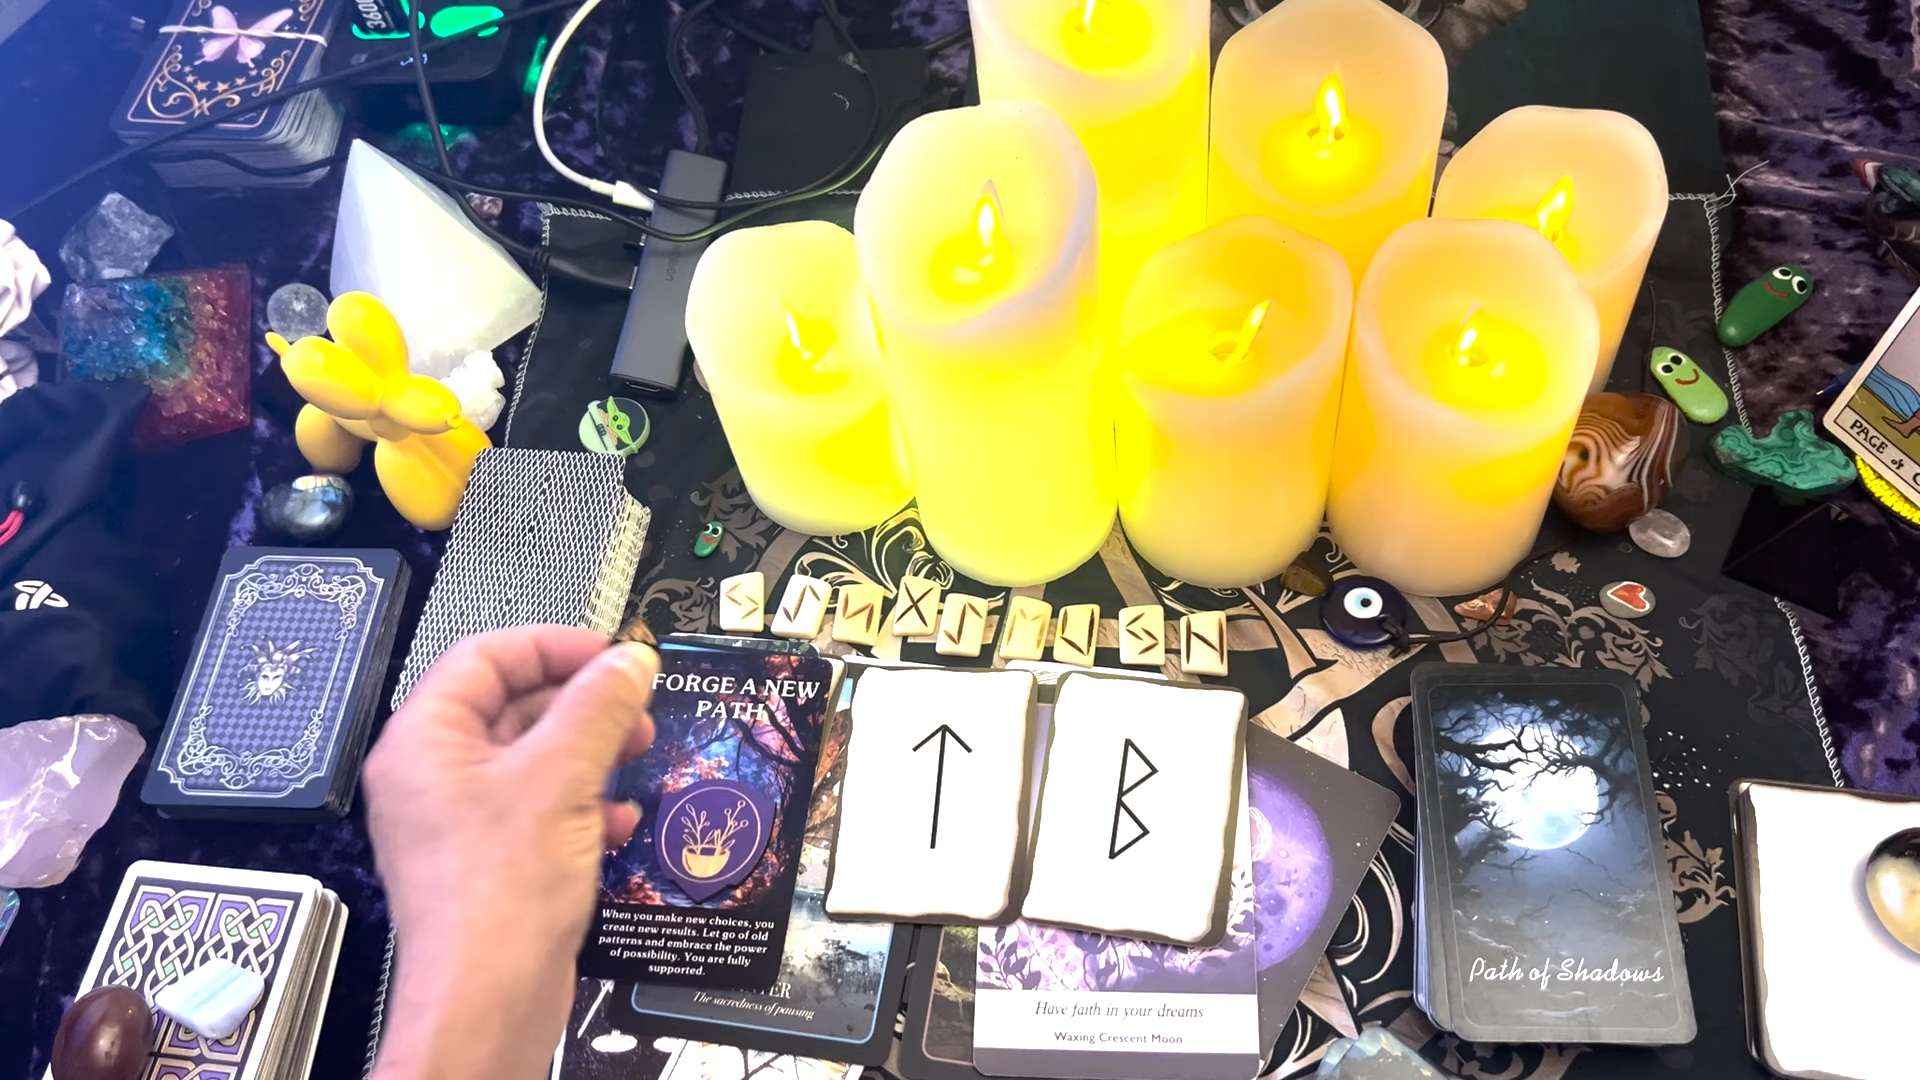 360
FORGE A NEW
PATH
When you make new choices, you
create new results. Let go of old
patterns and embrace the power
of possibility. You are fully
supported.
The sacredness of pausing
ᛏ
ᛒ
Have faith in your dreams
Waxing Crescent Moon
Path of Shadows
PAGE of